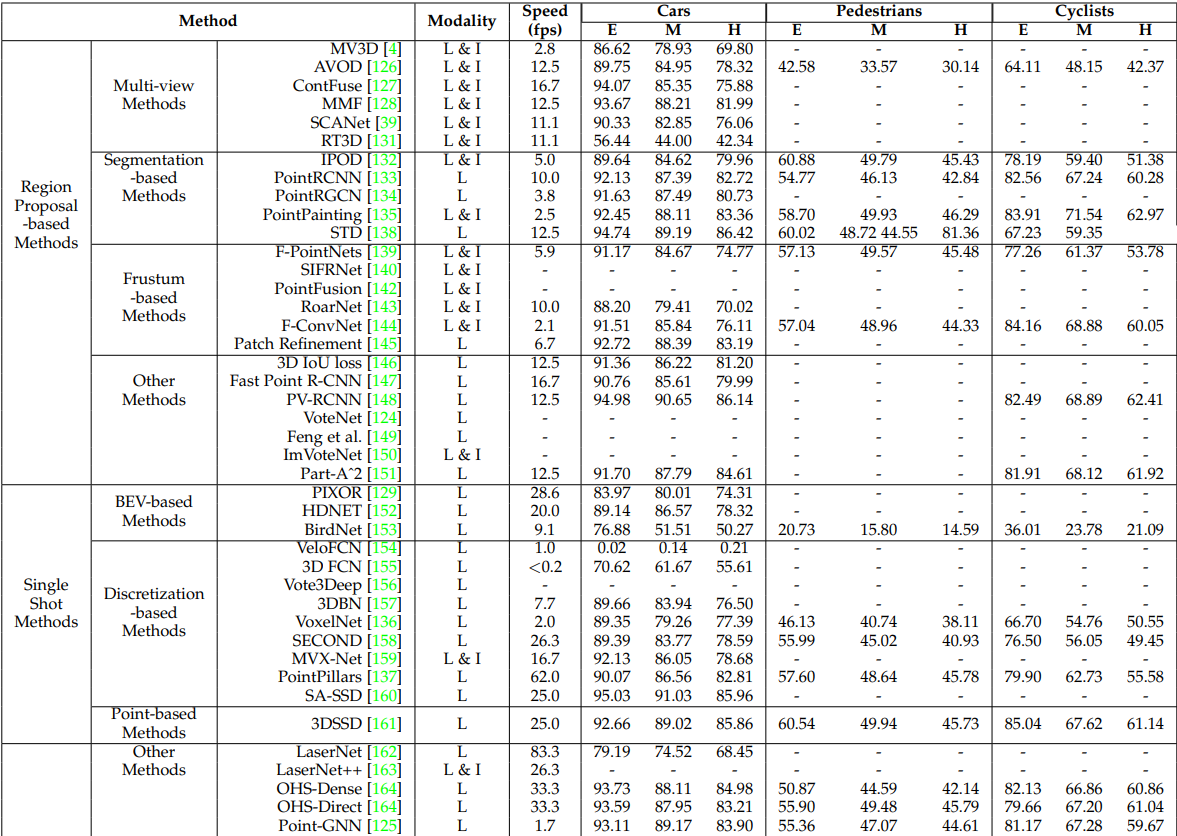 Method Modality Speed (fps) Cars Pedestrians Cyclists
E M H E M H E M H
Region Proposal -based Methods
Multi-view Methods
MV3D [4] L & I 2.8 86.62 78.93 69.80 - - - - - -
AVOD [126] L & I 12.5 89.75 84.95 78.32 42.58 33.57 30.14 64.11 48.15 42.37
ContFuse [127] L & I 16.7 94.07 85.35 75.88 - - - - - -
MMF [128] L & I 12.5 93.67 88.21 81.99 - - - - - -
SCANet [39] L & I 11.1 90.33 82.85 76.06 - - - - - -
RT3D [131] L & I 11.1 56.44 44.00 42.34 - - - - - -
Segmentation -based Methods
IPOD [132] L & I 5.0 89.64 84.62 79.96 60.88 49.79 45.43 78.19 59.40 51.38
PointRCNN [133] L 10.0 92.13 87.39 82.72 54.77 46.13 42.84 82.56 67.24 60.28
PointRGCN [134] L 3.8 91.63 87.49 80.73 - - - - - -
PointPainting [135] L & I 2.5 92.45 88.11 83.36 58.70 49.93 46.29 83.91 71.54 62.97
STD [138] L 12.5 94.74 89.19 86.42 60.02 48.72 44.55 81.36 67.23 59.35
Frustum -based Methods
F-PointNets [139] L & I 5.9 91.17 84.67 74.77 57.13 49.57 45.48 77.26 61.37 53.78
SIFRNet [140] L & I - - - - - - - - - -
PointFusion [142] L & I - - - - - - - - - -
RoarNet [143] L & I 10.0 88.20 79.41 70.02 - - - - - -
F-ConvNet [144] L & I 2.1 91.51 85.84 76.11 57.04 48.96 44.33 84.16 68.88 60.05
Patch Refinement [145] L 6.7 92.72 88.39 83.19 - - - - - -
Other Methods
3D IoU loss [146] L 12.5 91.36 86.22 81.20 - - - - - -
Fast Point R-CNN [147] L 16.7 90.76 85.61 79.99 - - - - - -
PV-RCNN [148] L 12.5 94.98 90.65 86.14 - - - 82.49 68.89 62.41
VoteNet [124] L - - - - - - - - - -
Feng et al. [149] L - - - - - - - - - -
ImVoteNet [150] L & I - - - - - - - - - -
Part-A^2 [151] L 12.5 91.70 87.79 84.61 - - - 81.91 68.12 61.92
Single Shot Methods
BEV-based Methods
PIXOR [129] L 28.6 83.97 80.01 74.31 - - - - - -
HDNET [152] L 20.0 89.14 86.57 78.32 - - - - - -
BirdNet [153] L 9.1 76.88 51.51 50.27 20.73 15.80 14.59 36.01 23.78 21.09
Discretization -based Methods
VeloFCN [154] L 1.0 0.02 0.14 0.21 - - - - - -
3D FCN [155] L <0.2 70.62 61.67 55.61 - - - - - -
Vote3Deep [156] L - - - - - - - - - -
3DBN [157] L 7.7 89.66 83.94 76.50 - - - - - -
VoxelNet [136] L 2.0 89.35 79.26 77.39 46.13 40.74 38.11 66.70 54.76 50.55
SECOND [158] L 26.3 89.39 83.77 78.59 55.99 45.02 40.93 76.50 56.05 49.45
MVX-Net [159] L & I 16.7 92.13 86.05 78.68 - - - - - -
PointPillars [137] L 62.0 90.07 86.56 82.81 57.60 48.64 45.78 79.90 62.73 55.58
SA-SSD [160] L 25.0 95.03 91.03 85.96 - - - - - -
Point-based Methods
3DSSD [161] L 25.0 92.66 89.02 85.86 60.54 49.94 45.73 85.04 67.62 61.14
Other Methods
LaserNet [162] L 83.3 79.19 74.52 68.45 - - - - - -
LaserNet++ [163] L & I 26.3 - - - - - - - - -
OHS-Dense [164] L 33.3 93.73 88.11 84.98 50.87 44.59 42.14 82.13 66.86 60.86
OHS-Direct [164] L 33.3 93.59 87.95 83.21 55.90 49.48 45.79 79.66 67.20 61.04
Point-GNN [125] L 1.7 93.11 89.17 83.90 55.36 47.07 44.61 81.17 67.28 59.67